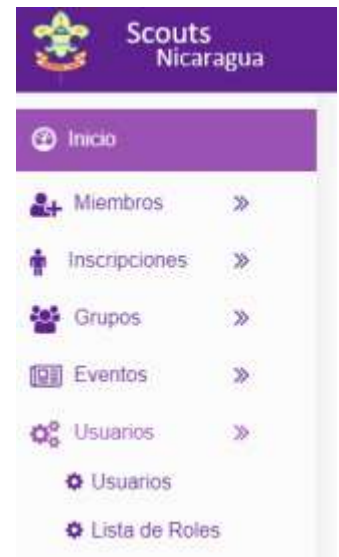 Scouts
Nicaragua
Inicio
Miembros
Inscripciones
Grupos
Eventos
Usuarios
Usuarios
Lista de Roles